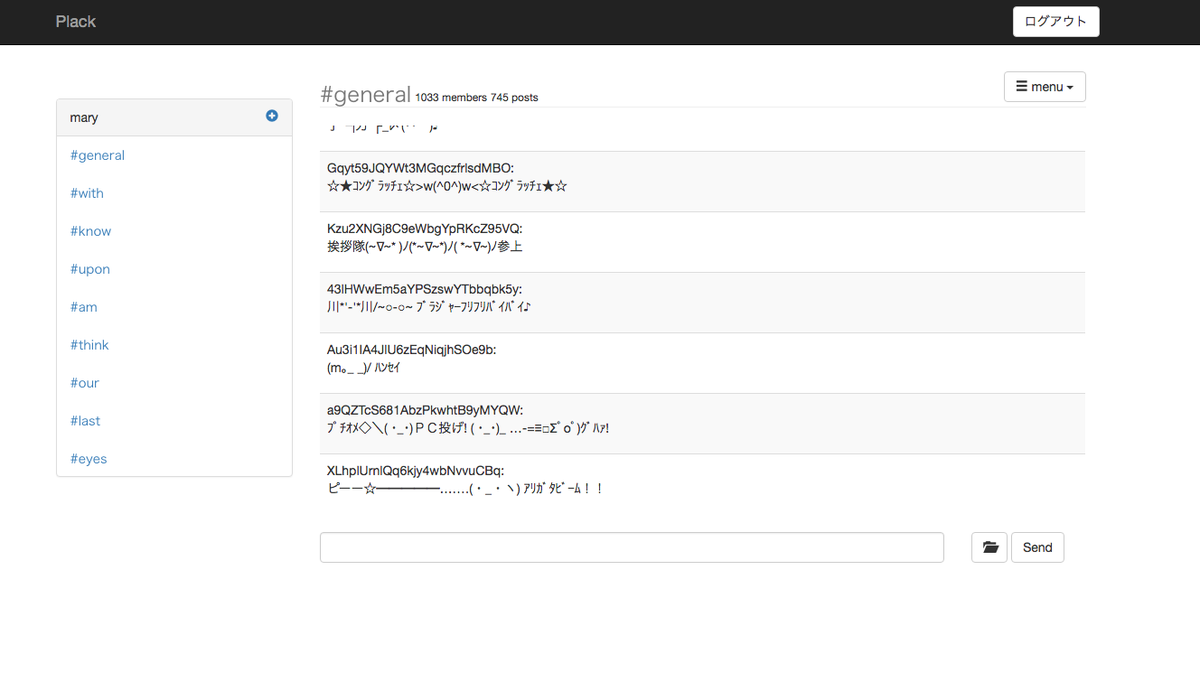 Plack
ログアウト
mary
#general
#with
#know
#upon
#am
#think
#our
#last
#eyes
#general 1033 members 745 posts
menu
Gqyt59JQYWt3MGqczfrlsdMBO:
☆★ｺﾝｸﾞﾗｯﾁｪ☆>w(^0^)w<☆ｺﾝｸﾞﾗｯﾁｪ★☆
Kzu2XNGj8C9eWbgYpRKcZ95VQ:
挨拶隊(~∇~* )ﾉ(*~∇~*)ﾉ( *~∇~)ﾉ参上
43lHWwEm5aYPSzswYTbbqbk5y:
川*'-'*川/~○-○~ ﾌﾞﾗｼﾞｬｰﾌﾘﾌﾘﾊﾞｲﾊﾞｲ♪
Au3i1lA4JlU6zEqNiqjhSOe9b:
(m｡_ _)/ ﾊﾝｾｲ
a9QZTcS681AbzPkwhtB9yMYQW:
ﾌﾟﾁｵﾒ◇＼( ･_･)ＰＣ投げ! ( ･_･)_ …-=≡□Σﾟoﾟ)ｸﾞﾊｧ!
XLhplUrnlQq6kjy4wbNvvuCBq:
ピーー☆━━━━━…….(・_・ヽ) ｱﾘｶﾞﾀﾋﾞｰﾑ！！
Send